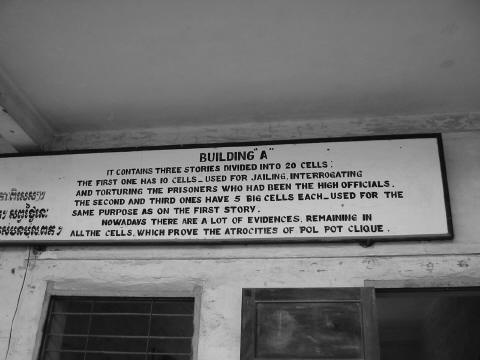 BUILDING "A"
IT CONTAINS THREE STORIES DIVIDED INTO 20 CELLS:
THE FIRST ONE HAS 10 CELLS_ USED FOR JAILING, INTERROGATING
AND TORTURING THE PRISONERS WHO HAD BEEN THE HIGH OFFICIALS.
THE SECOND AND THIRD ONES HAVE 5 BIG CELLS EACH_ USED FOR THE
SAME PURPOSE AS ON THE FIRST STORY.
NOWADAYS THERE ARE A LOT OF EVIDENCES, REMAINING IN
ALL THE CELLS, WHICH PROVE THE ATROCITIES OF POL POT CLIQUE.